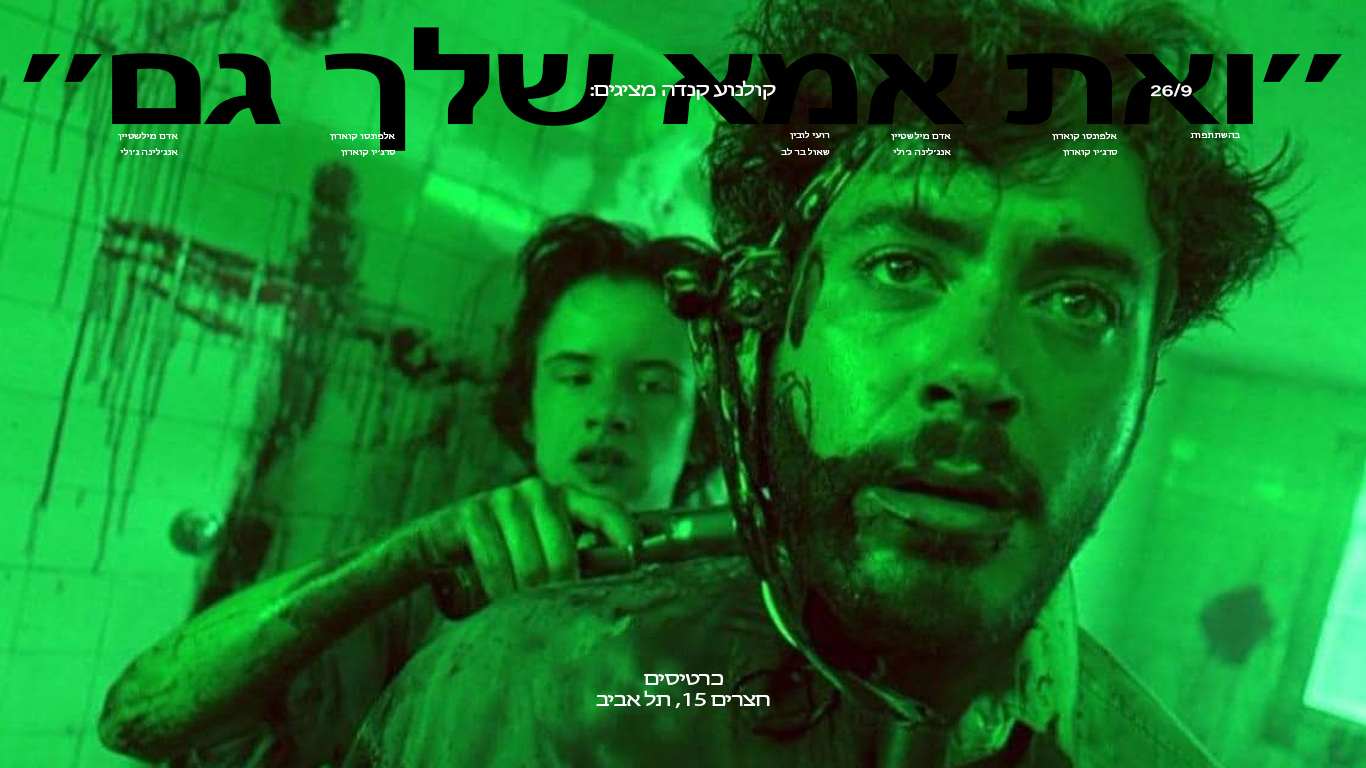 ״ואת אמא שלך גם״
26/9
קולנוע קנדה מציגים:
בהשתתפות
אלפונסו קוארון
סרג׳יו קוארון
אדם מילשטיין
אנג׳לינה ג׳ולי
רועי לובין
שאול בר לב
אלפונסו קוארון
סרג׳יו קוארון
אדם מילשטיין
אנג׳לינה ג׳ולי
כרטיסים
חצרים 15, תל אביב